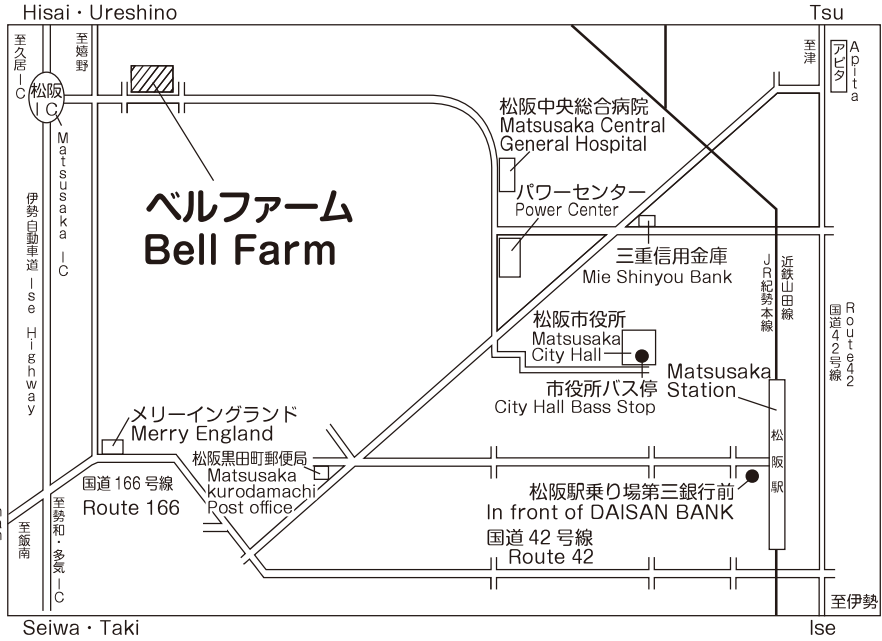 Hisai・Ureshino
Tsu
至久居IC
至嬉野
至津
アピタ
Apita
松阪
IC
Matsusaka IC
松阪中央総合病院
Matsusaka Central
General Hospital
パワーセンター
Power Center
ベルファーム
Bell Farm
伊勢自動車道 Ise Highway
三重信用金庫
Mie Shinyou Bank
JR紀勢本線
近鉄山田線
国道42号線
Route42
松阪市役所
Matsusaka
City Hall
市役所バス停
City Hall Bass Stop
Matsusaka
Station
松阪駅
メリーイングランド
Merry England
松阪黒田町郵便局
Matsusaka
kurodamachi
Post office
国道166号線
Route 166
松阪駅乗り場第三銀行前
In front of DAISAN BANK
国道42号線
Route 42
至飯南
至勢和・多気IC
至伊勢
Seiwa・Taki
Ise